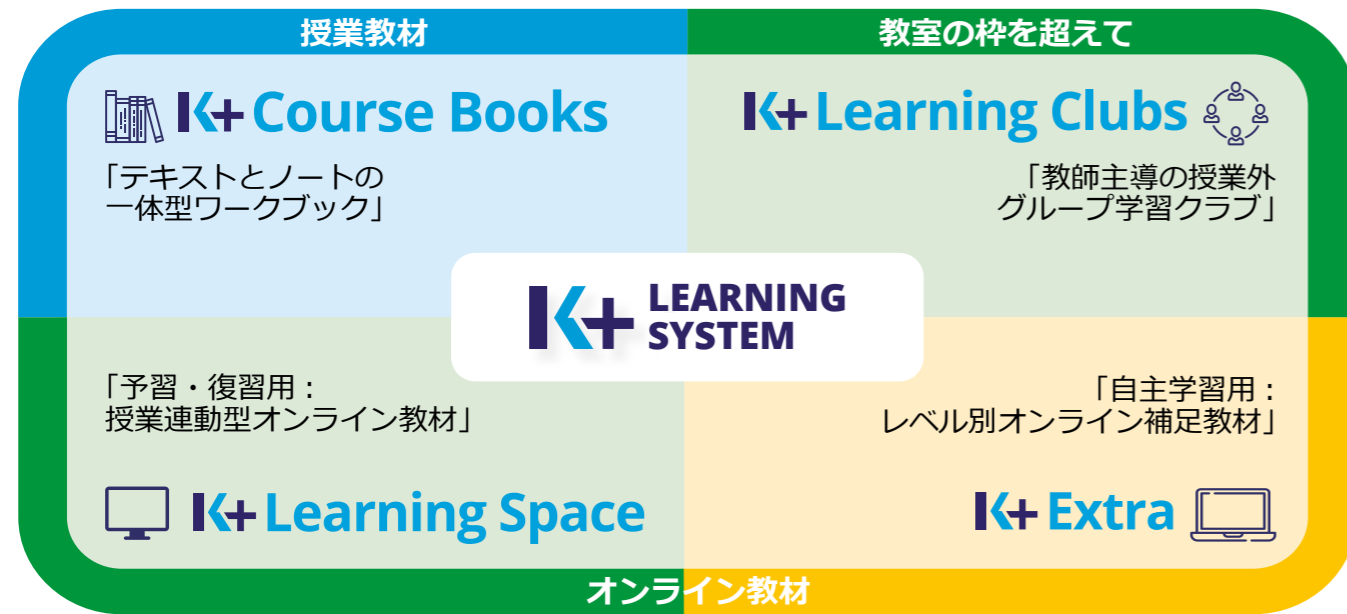 授業教材
教室の枠を超えて
K+ Course Books
「テキストとノートの
一体型ワークブック」
K+ Learning Clubs
「教師主導の授業外
グループ学習クラブ」
K+ LEARNING
SYSTEM
「予習・復習用：
授業連動型オンライン教材」
K+ Learning Space
「自主学習用：
レベル別オンライン補足教材」
K+ Extra
オンライン教材